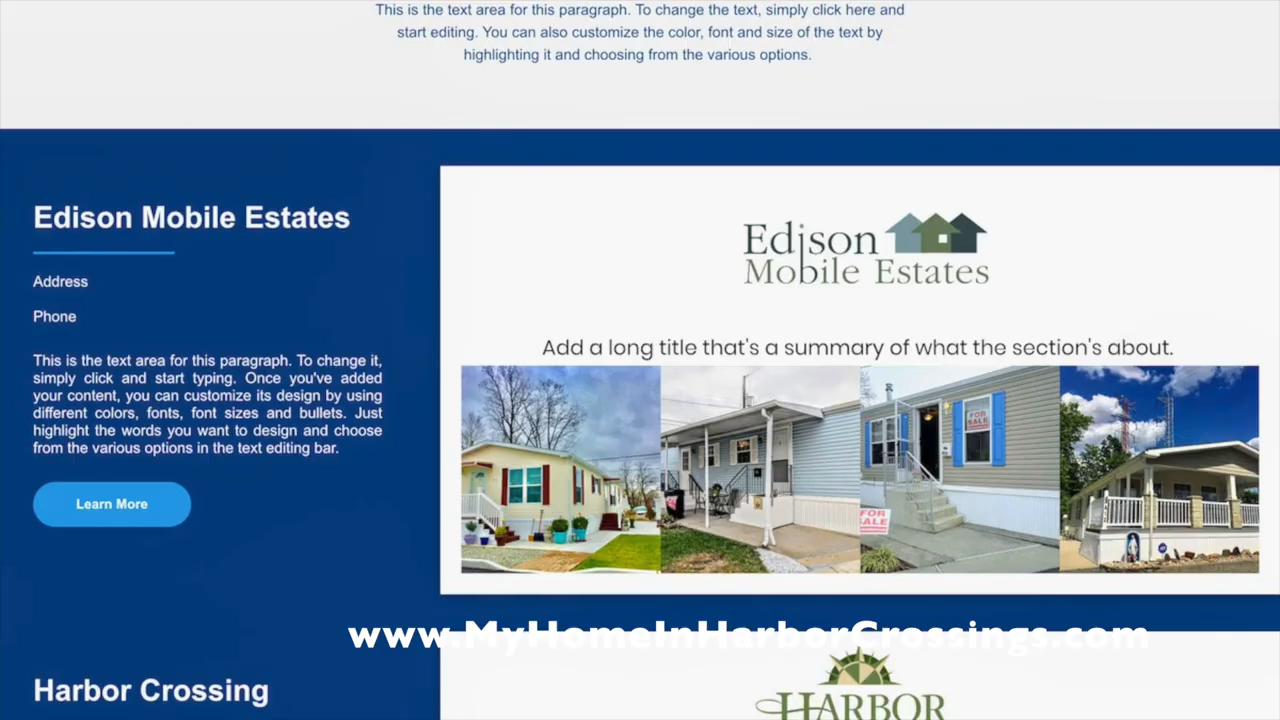 This is the text area for this paragraph. To change the text, simply click here and
start editing. You can also customize the color, font and size of the text by
highlighting it and choosing from the various options.
Edison Mobile Estates
Address
Phone
This is the text area for this paragraph. To change it,
simply click and start typing. Once you've added
your content, you can customize its design by using
different colors, fonts, font sizes and bullets. Just
highlight the words you want to design and choose
from the various options in the text editing bar.
Learn More
Edison
Mobile Estates
Add a long title that's a summary of what the section's about.
FOR
SALE
FOR
SALE
www.MyHomeInHarborCrossings.com
Harbor Crossing
HARBOR